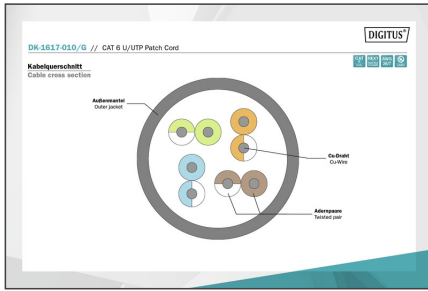 DIGITUS®
DK-1617-010/G // CAT 6 U/UTP Patch Cord
Kabelquerschnitt
Cable cross section
Außenmantel
Outer jacket
Cu-Draht
Cu-Wire
Adernpaare
Twisted pair